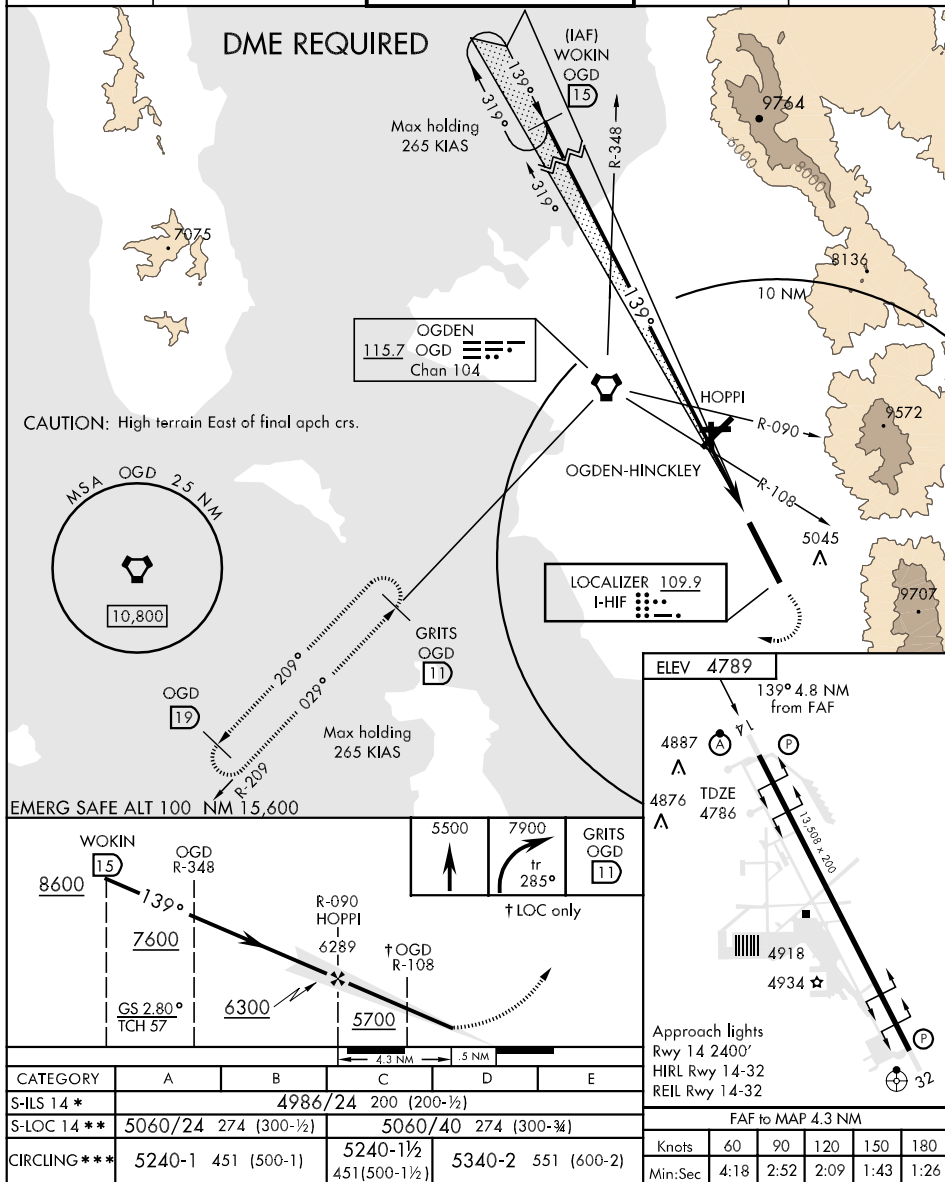 DME REQUIRED
(IAF)
WOKIN
OGD
15
139°
319°
Max holding
265 KIAS
319°
R-348
9764
6000
8000
7075
8136
10 NM
139°
OGDEN
115.7 OGD
Chan 104
HOPPI
R-090
9572
CAUTION: High terrain East of final apch crs.
OGDEN-HINCKLEY
R-108
MSA OGD 25 NM
10,800
5045
LOCALIZER 109.9
I-HIF
9707
GRITS
OGD
11
209°
029°
OGD
19
R-209
Max holding
265 KIAS
EMERG SAFE ALT 100 NM 15,600
ELEV 4789
139° 4.8 NM
from FAF
14
A
P
4887
4876
TDZE
4786
13,508 x 200
4918
4934
P
32
Approach lights
Rwy 14 2400'
HIRL Rwy 14-32
REIL Rwy 14-32
WOKIN
15
OGD
R-348
8600
139°
7600
R-090
HOPPI
6289
† OGD
R-108
GS 2.80°
TCH 57
6300
5700
4.3 NM
.5 NM
5500
7900
tr
285°
GRITS
OGD
11
† LOC only
CATEGORY A B C D E
S-ILS 14 * 4986/24 200 (200-½)
S-LOC 14 ** 5060/24 274 (300-½) 5060/40 274 (300-¾)
CIRCLING *** 5240-1 451 (500-1) 5240-1½ 451(500-1½) 5340-2 551 (600-2)
FAF to MAP 4.3 NM
Knots 60 90 120 150 180
Min:Sec 4:18 2:52 2:09 1:43 1:26